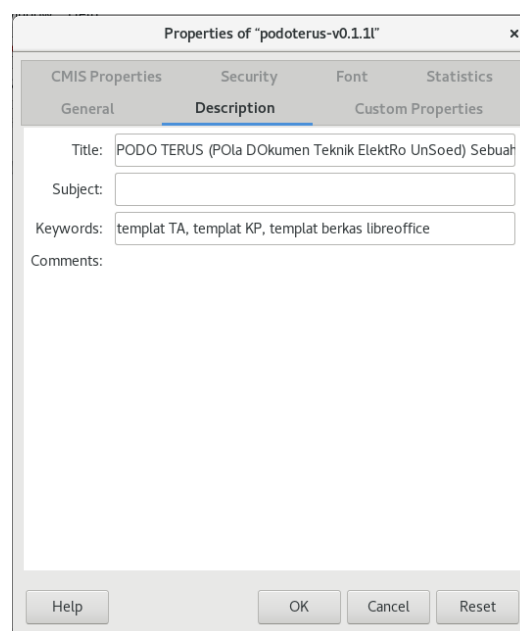 Properties of “podoterus-v0.1.1l” ×
CMIS Properties Security Font Statistics
General Description Custom Properties
Title: PODO TERUS (POla DOkumen Teknik ElektRo UnSoed) Sebuah
Subject:
Keywords: templat TA, templat KP, templat berkas libreoffice
Comments:
Help OK Cancel Reset